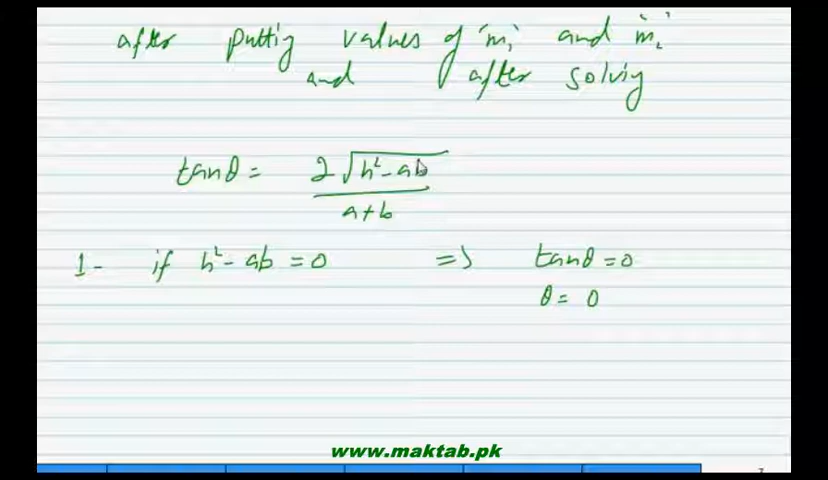 after putting values of 'm₁ and m₂'
and after solving
tanθ = 2√(h²-ab) / a+b
1- if h²-ab = 0 => tanθ = 0
θ = 0
www.maktab.pk